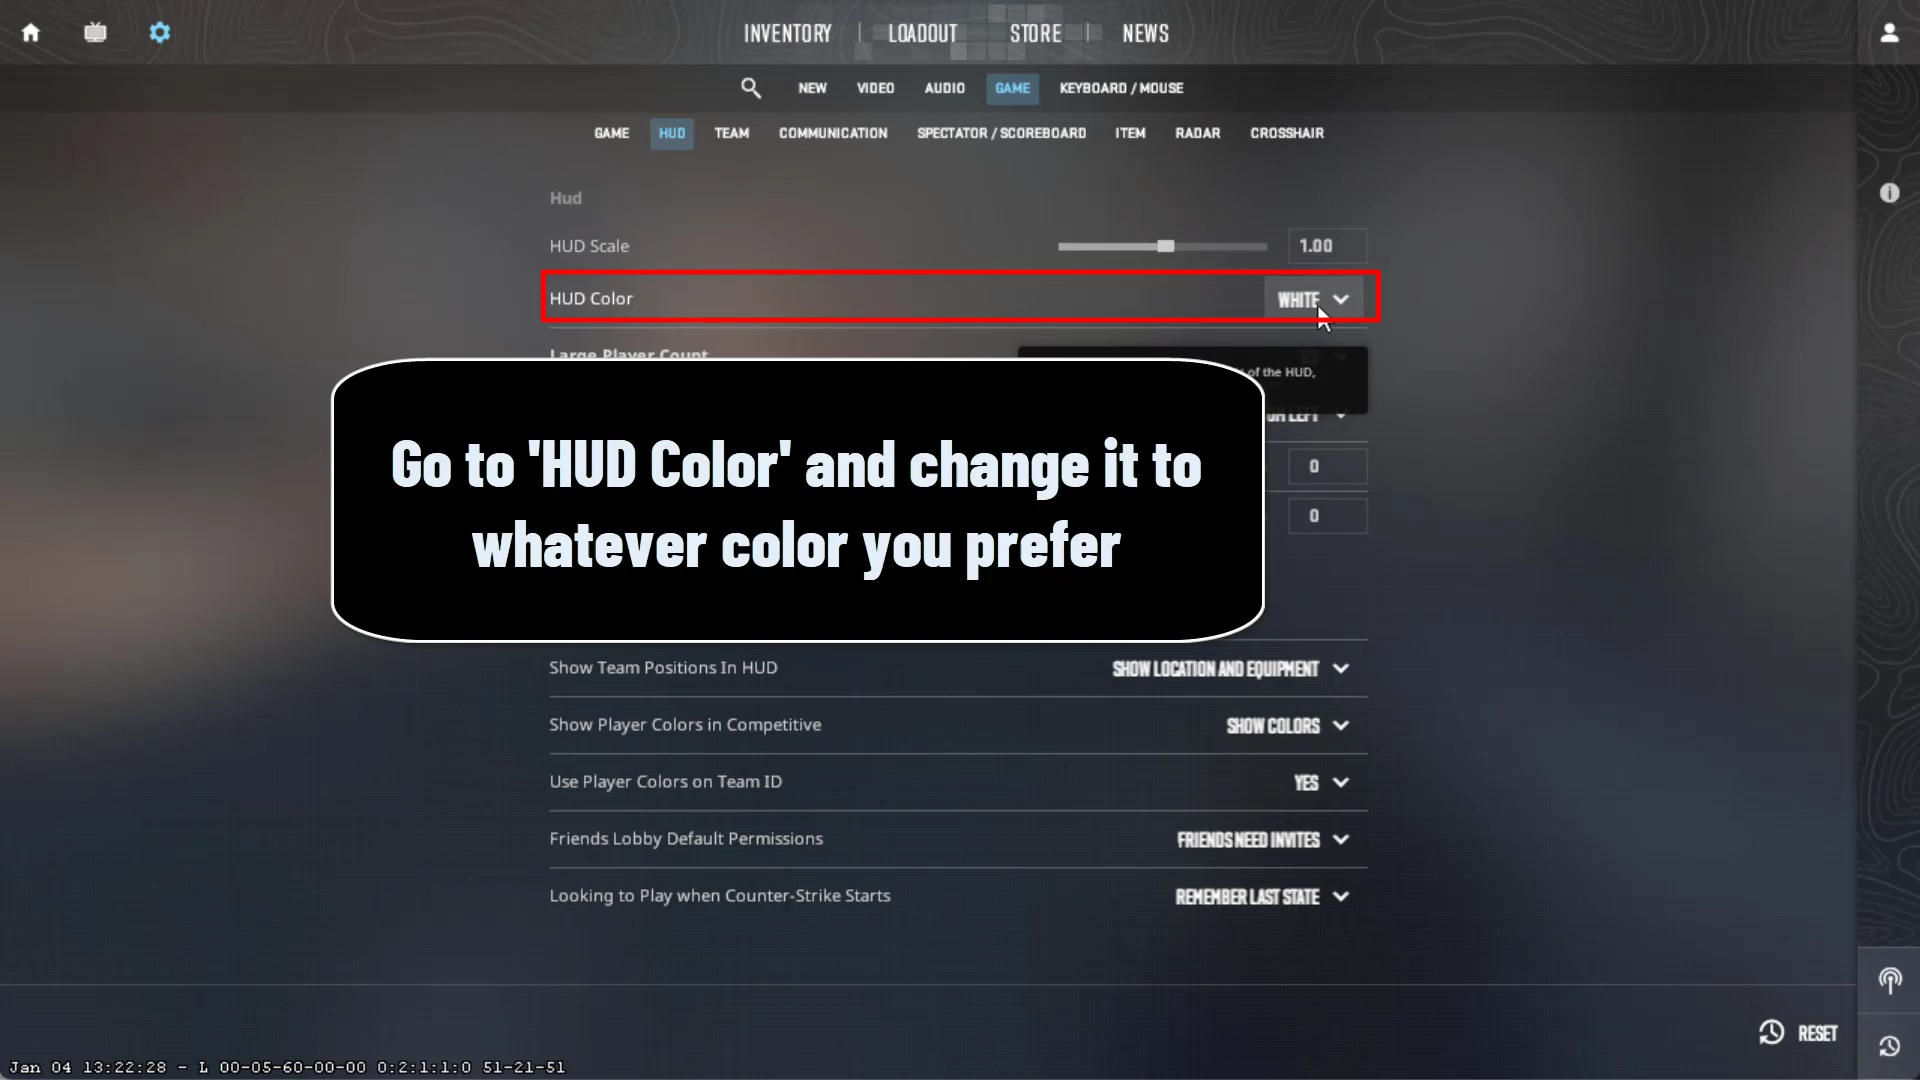 INVENTORY LOADOUT STORE NEWS
NEW VIDEO AUDIO GAME KEYBOARD / MOUSE
GAME HUD TEAM COMMUNICATION SPECTATOR / SCOREBOARD ITEM RADAR CROSSHAIR
Hud
HUD Scale 1.00
HUD Color WHITE
Large Player Count
of the HUD,
LEFT
Go to 'HUD Color' and change it to
whatever color you prefer
0
0
Show Team Positions In HUD SHOW LOCATION AND EQUIPMENT
Show Player Colors in Competitive SHOW COLORS
Use Player Colors on Team ID YES
Friends Lobby Default Permissions FRIENDS NEED INVITES
Looking to Play when Counter-Strike Starts REMEMBER LAST STATE
RESET
Jan 04 13:22:28 - L 00-05-60-00-00 0:2:1:1:0 51-21-51